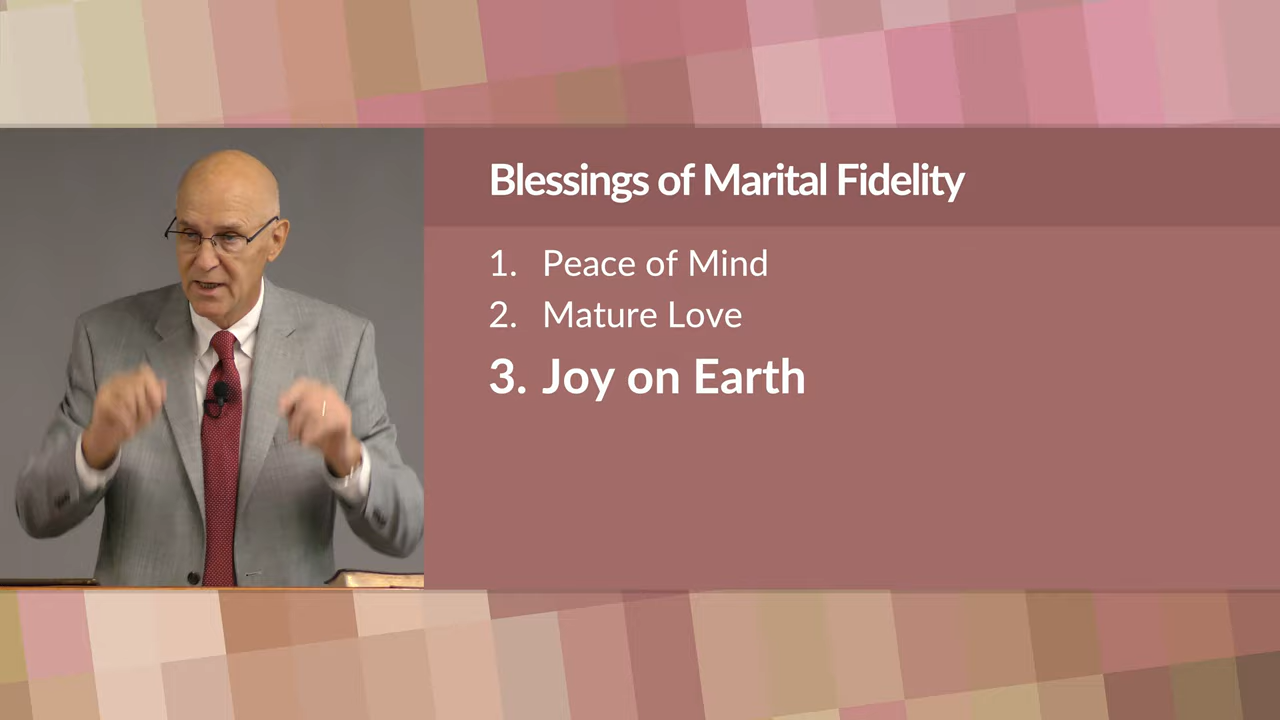 Blessings of Marital Fidelity
1. Peace of Mind
2. Mature Love
3. Joy on Earth